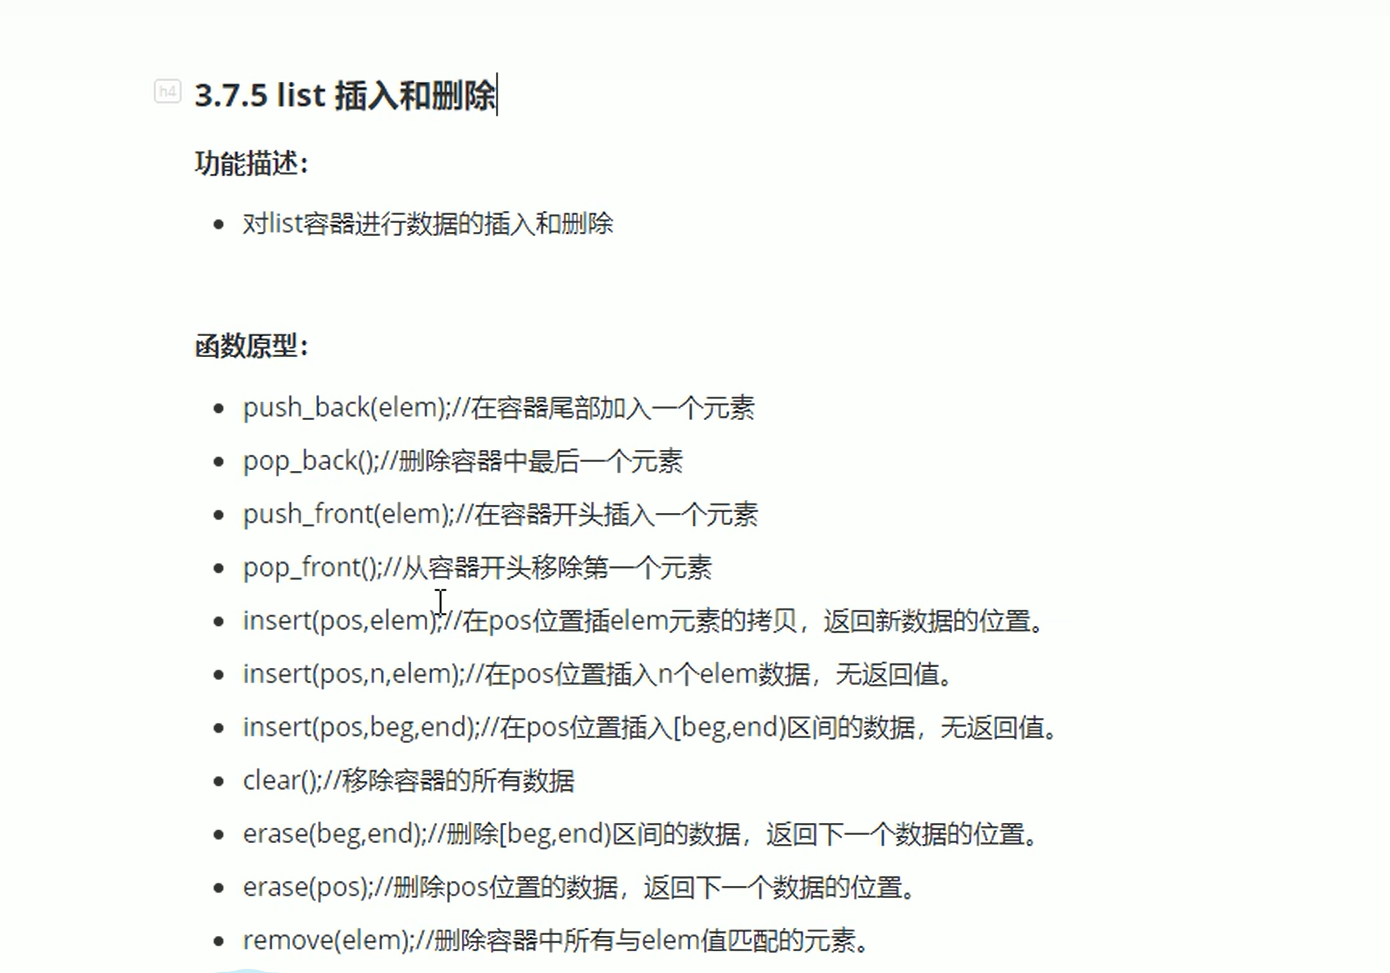 h4
3.7.5 list 插入和删除
功能描述：
对list容器进行数据的插入和删除
函数原型：
push_back(elem);//在容器尾部加入一个元素
pop_back();//删除容器中最后一个元素
push_front(elem);//在容器开头插入一个元素
pop_front();//从容器开头移除第一个元素
insert(pos,elem);//在pos位置插elem元素的拷贝，返回新数据的位置。
insert(pos,n,elem);//在pos位置插入n个elem数据，无返回值。
insert(pos,beg,end);//在pos位置插入[beg,end)区间的数据，无返回值。
clear();//移除容器的所有数据
erase(beg,end);//删除[beg,end)区间的数据，返回下一个数据的位置。
erase(pos);//删除pos位置的数据，返回下一个数据的位置。
remove(elem);//删除容器中所有与elem值匹配的元素。